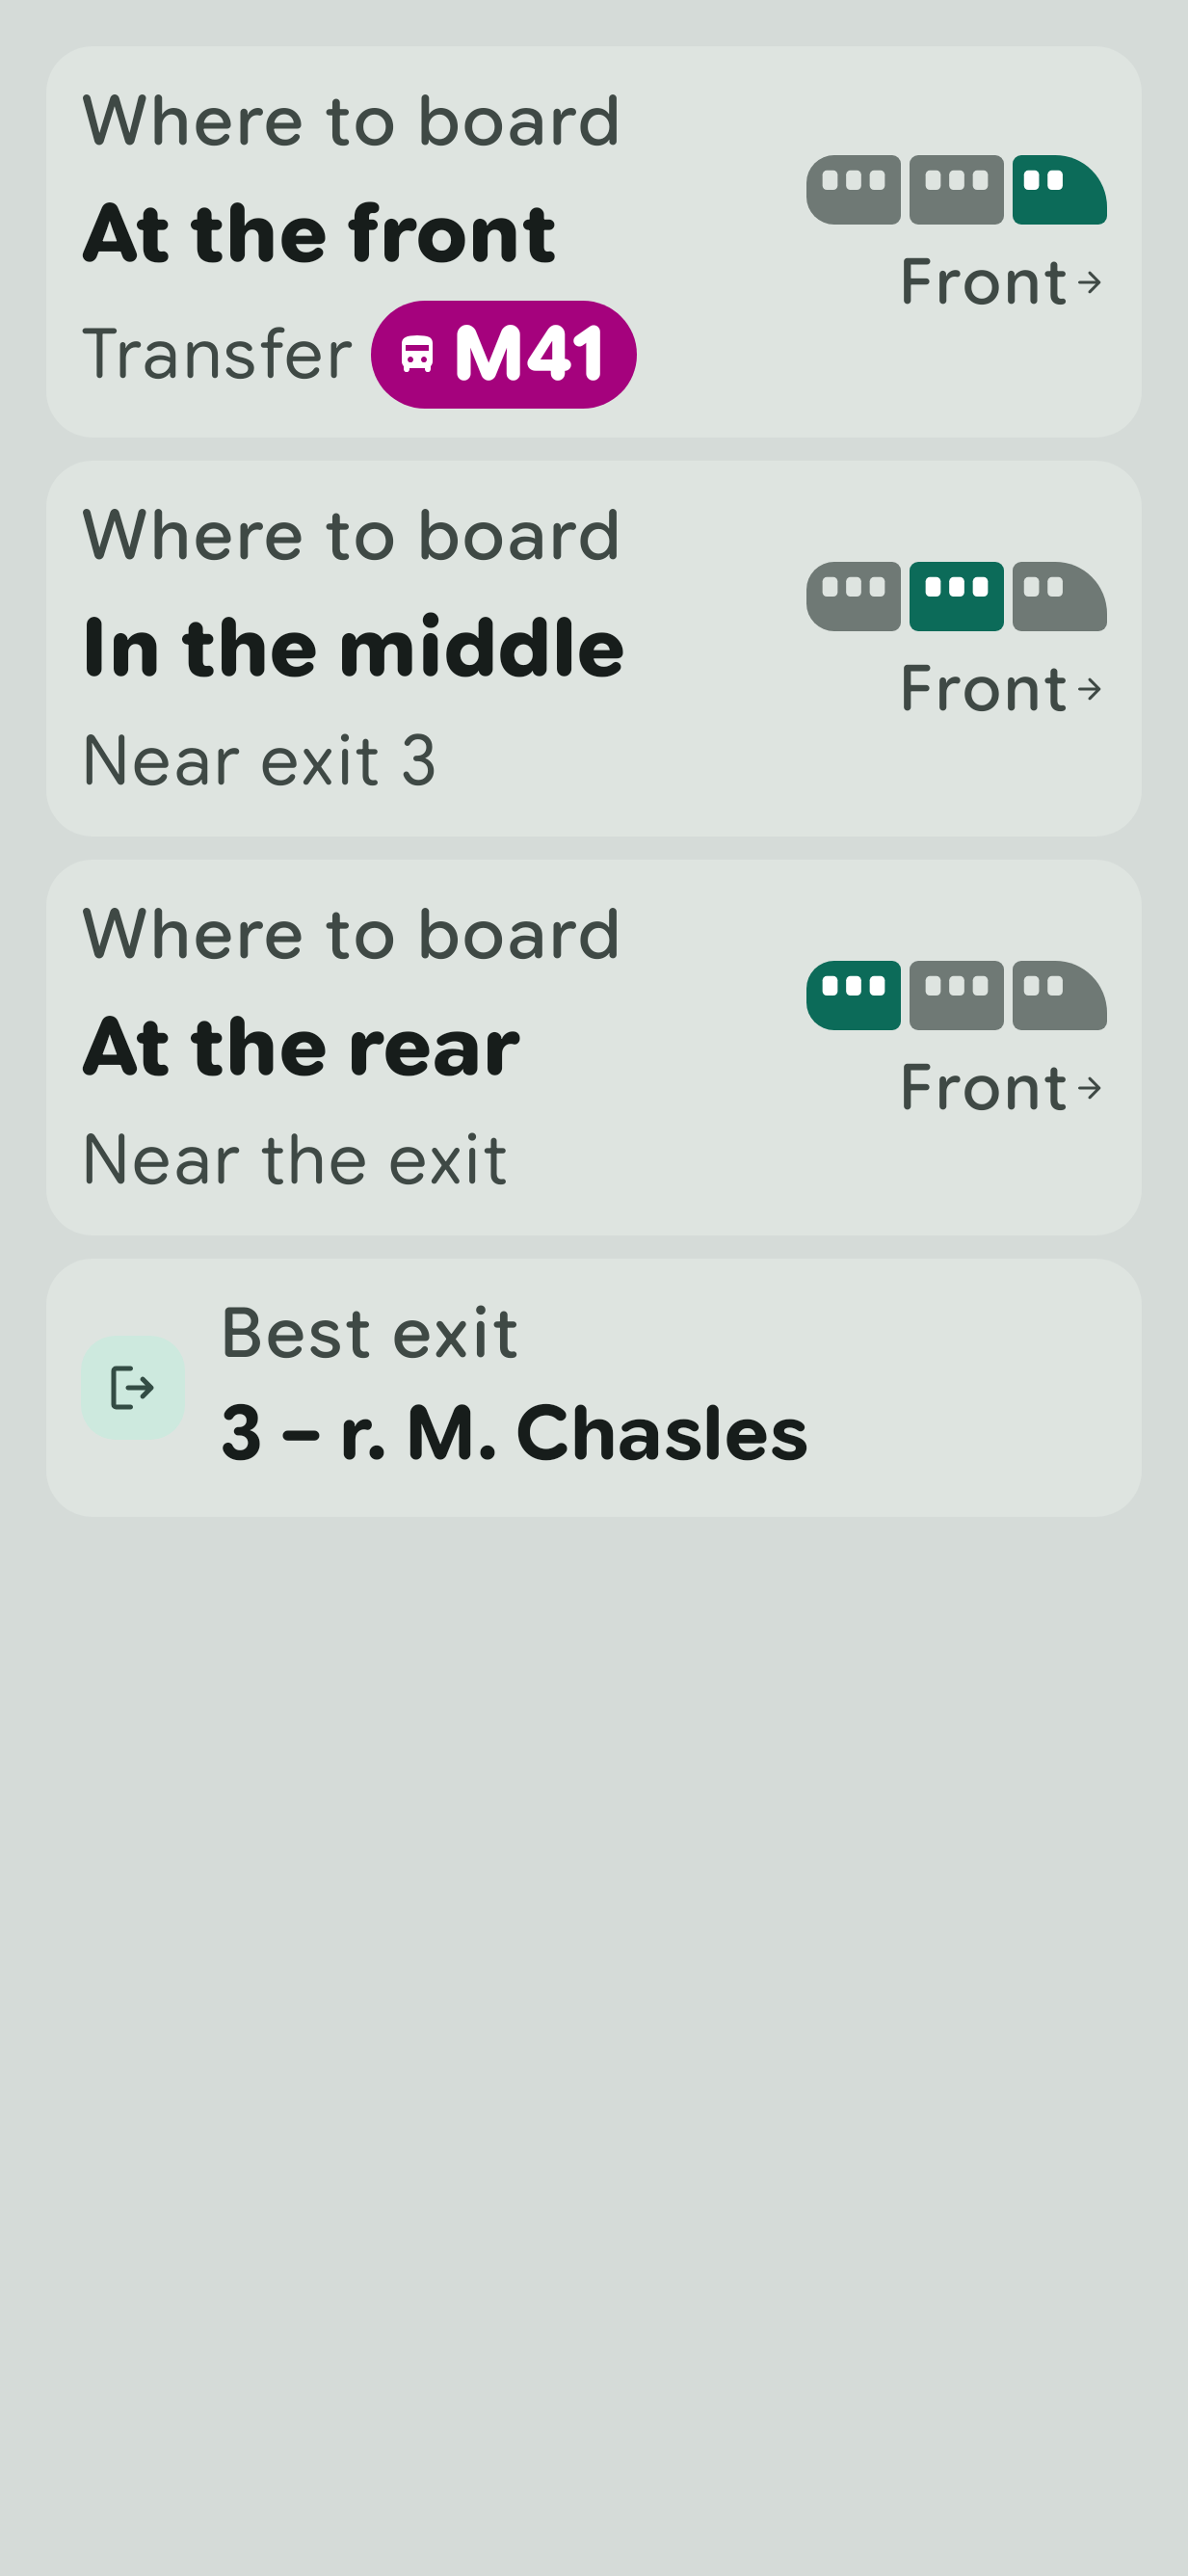 Where to board
At the front
Front
Transfer M41
Where to board
In the middle
Front
Near exit 3
Where to board
At the rear
Front
Near the exit
Best exit
3 – r. M. Chasles